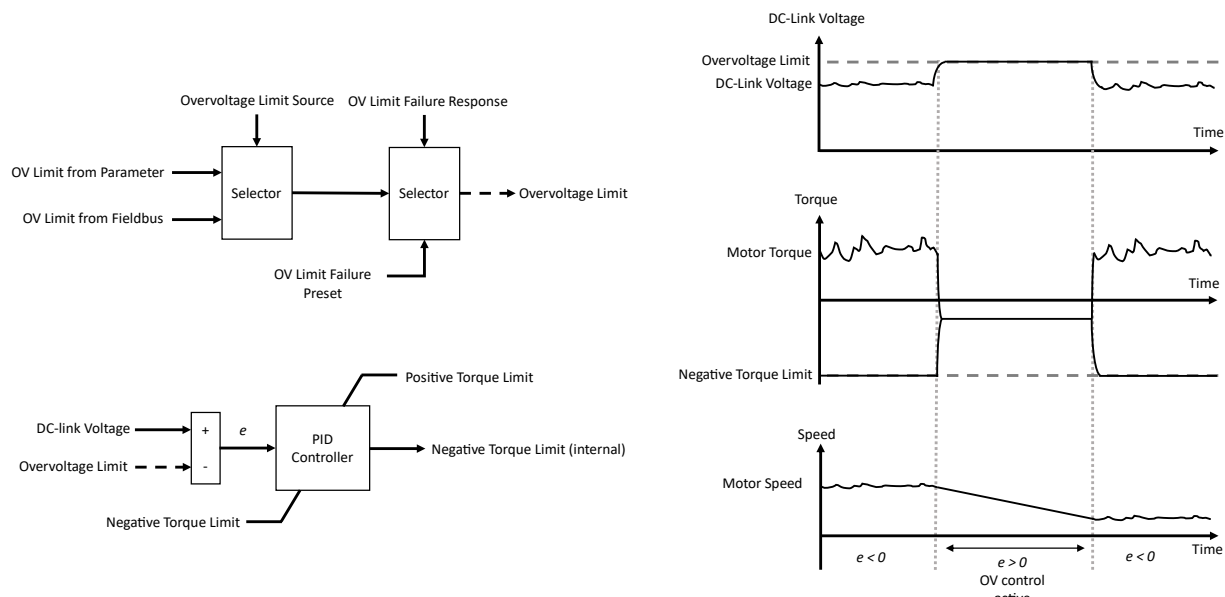 Overvoltage Limit Source
OV Limit Failure Response
OV Limit from Parameter
OV Limit from Fieldbus
Selector
Selector
Overvoltage Limit
OV Limit Failure
Preset
Positive Torque Limit
DC-link Voltage
+
e
PID
Controller
Negative Torque Limit (internal)
Overvoltage Limit
-
Negative Torque Limit
DC-Link Voltage
Overvoltage Limit
DC-Link Voltage
Time
Torque
Motor Torque
Time
Negative Torque Limit
Speed
Motor Speed
Time
e < 0
e > 0
e < 0
OV control
active